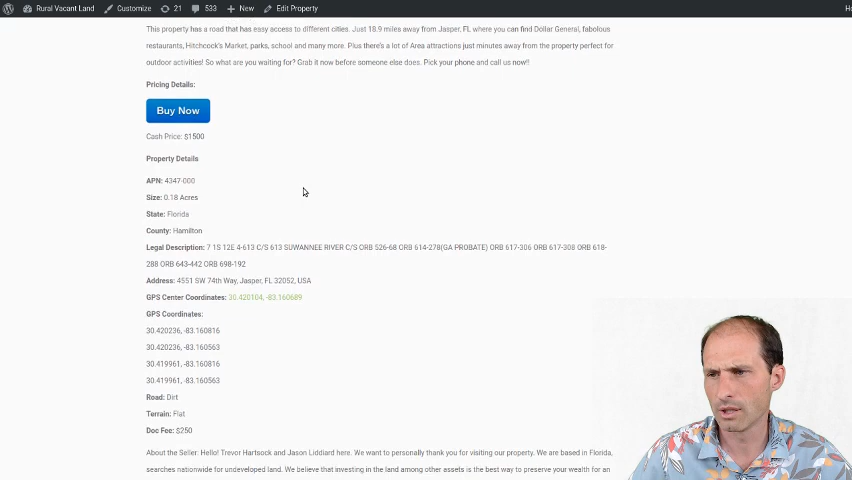 Rural Vacant Land Customize 21 533 New Edit Property
This property has a road that has easy access to different cities. Just 18.9 miles away from Jasper, FL where you can find Dollar General, fabolous
restaurants, Hitchcock's Market, parks, school and many more. Plus there's a lot of Area attractions just minutes away from the property perfect for
outdoor activities! So what are you waiting for? Grab it now before someone else does. Pick your phone and call us now!!
Pricing Details:
Buy Now
Cash Price: $1500
Property Details
APN: 4347-000
Size: 0.18 Acres
State: Florida
County: Hamilton
Legal Description: 7 1S 12E 4-613 C/S 613 SUWANNEE RIVER C/S ORB 526-68 ORB 614-278(GA PROBATE) ORB 617-306 ORB 617-308 ORB 618-
288 ORB 643-442 ORB 698-192
Address: 4551 SW 74th Way, Jasper, FL 32052, USA
GPS Center Coordinates: 30.420104, -83.160689
GPS Coordinates:
30.420236, -83.160816
30.420236, -83.160563
30.419961, -83.160816
30.419961, -83.160563
Road: Dirt
Terrain: Flat
Doc Fee: $250
About the Seller: Hello! Trevor Hartsock and Jason Liddiard here. We want to personally thank you for visiting our property. We are based in Florida,
searches nationwide for undeveloped land. We believe that investing in the land among other assets is the best way to preserve your wealth for an